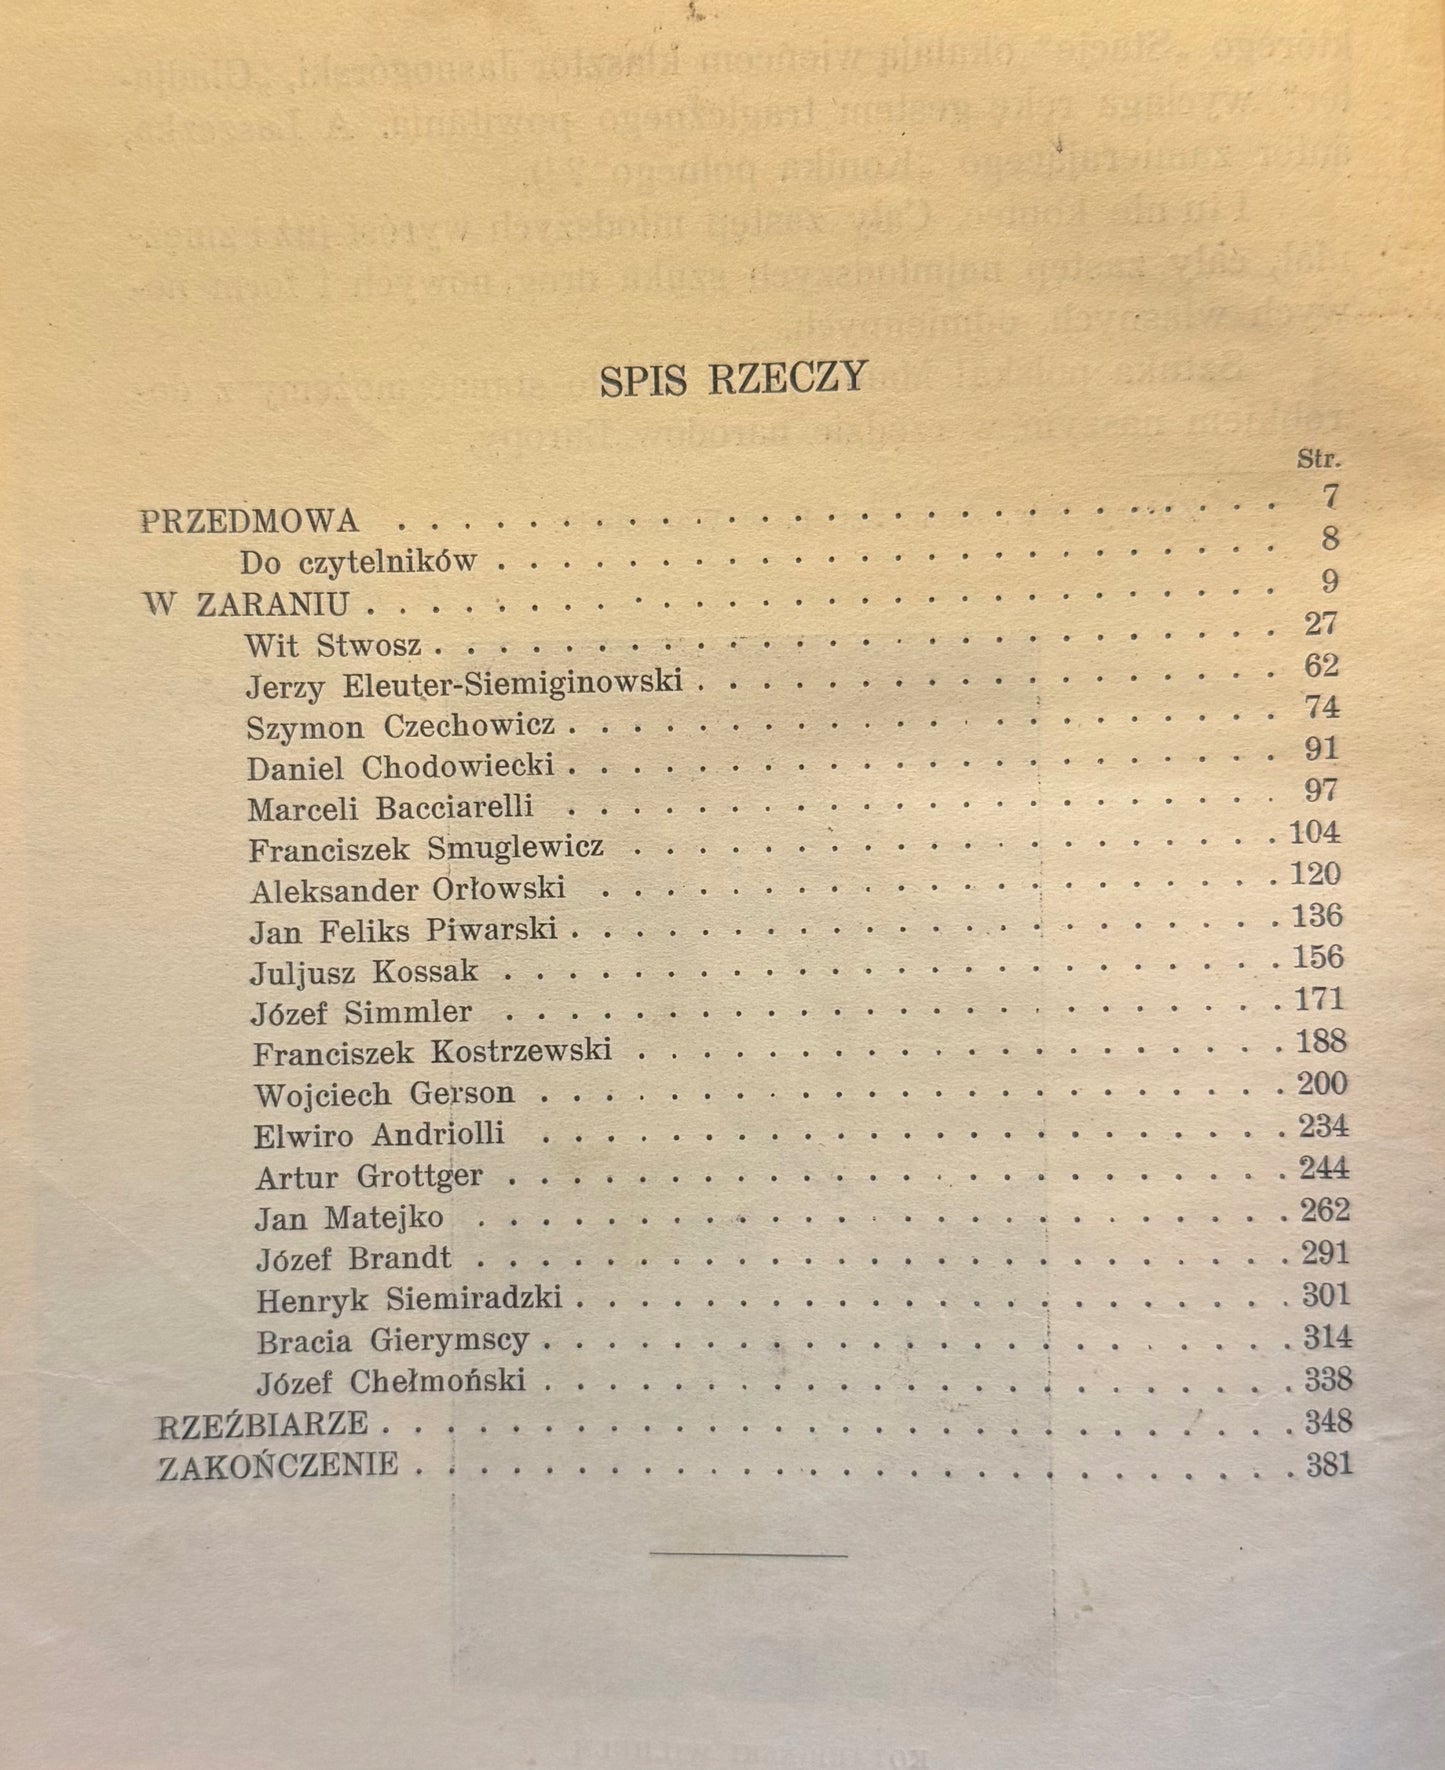 SPIS RZECZY
Str.
PRZEDMOWA . . . . . . . . . . . . . . . . . . . . . . . . . . . 7
Do czytelników . . . . . . . . . . . . . . . . . . . . . . . . 8
W ZARANIU . . . . . . . . . . . . . . . . . . . . . . . . . . . . 9
Wit Stwosz . . . . . . . . . . . . . . . . . . . . . . . . . . 27
Jerzy Eleuter-Siemiginowski . . . . . . . . . . . . . . . . . . 62
Szymon Czechowicz . . . . . . . . . . . . . . . . . . . . . . 74
Daniel Chodowiecki . . . . . . . . . . . . . . . . . . . . . . 91
Marceli Bacciarelli . . . . . . . . . . . . . . . . . . . . . . 97
Franciszek Smuglewicz . . . . . . . . . . . . . . . . . . . . 104
Aleksander Orłowski . . . . . . . . . . . . . . . . . . . . . 120
Jan Feliks Piwarski . . . . . . . . . . . . . . . . . . . . . . 136
Juljusz Kossak . . . . . . . . . . . . . . . . . . . . . . . . 156
Józef Simmler . . . . . . . . . . . . . . . . . . . . . . . . 171
Franciszek Kostrzewski . . . . . . . . . . . . . . . . . . . . 188
Wojciech Gerson . . . . . . . . . . . . . . . . . . . . . . . 200
Elwiro Andriolli . . . . . . . . . . . . . . . . . . . . . . . 234
Artur Grottger . . . . . . . . . . . . . . . . . . . . . . . . 244
Jan Matejko . . . . . . . . . . . . . . . . . . . . . . . . . 262
Józef Brandt . . . . . . . . . . . . . . . . . . . . . . . . . 291
Henryk Siemiradzki . . . . . . . . . . . . . . . . . . . . . . 301
Bracia Gierymscy . . . . . . . . . . . . . . . . . . . . . . . 314
Józef Chełmoński . . . . . . . . . . . . . . . . . . . . . . . 338
RZEŹBIARZE . . . . . . . . . . . . . . . . . . . . . . . . . . . . 348
ZAKOŃCZENIE . . . . . . . . . . . . . . . . . . . . . . . . . . . 381